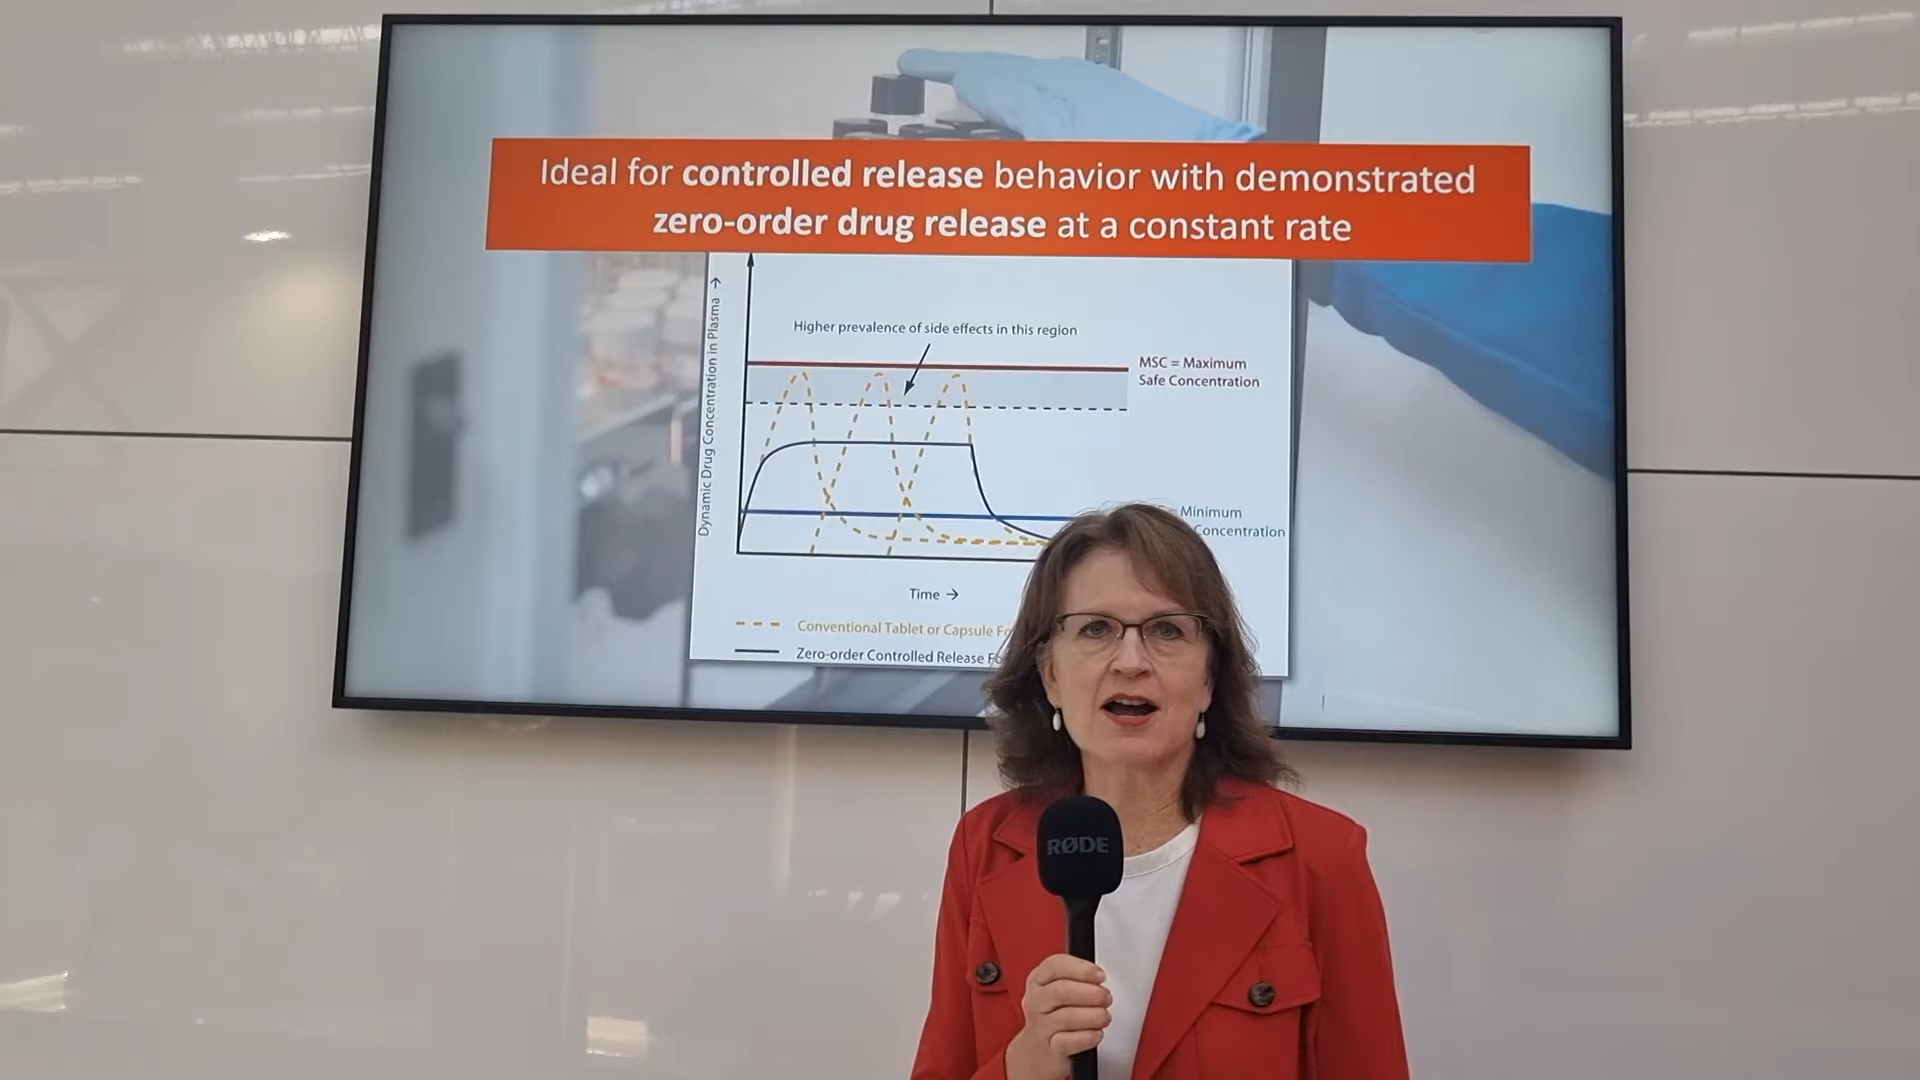 Ideal for controlled release behavior with demonstrated
zero-order drug release at a constant rate
Dynamic Drug Concentration in Plasma →
Higher prevalence of side effects in this region
MSC = Maximum
Safe Concentration
= Minimum
Concentration
Time →
Conventional Tablet or Capsule
Zero-order Controlled Release
RØDE